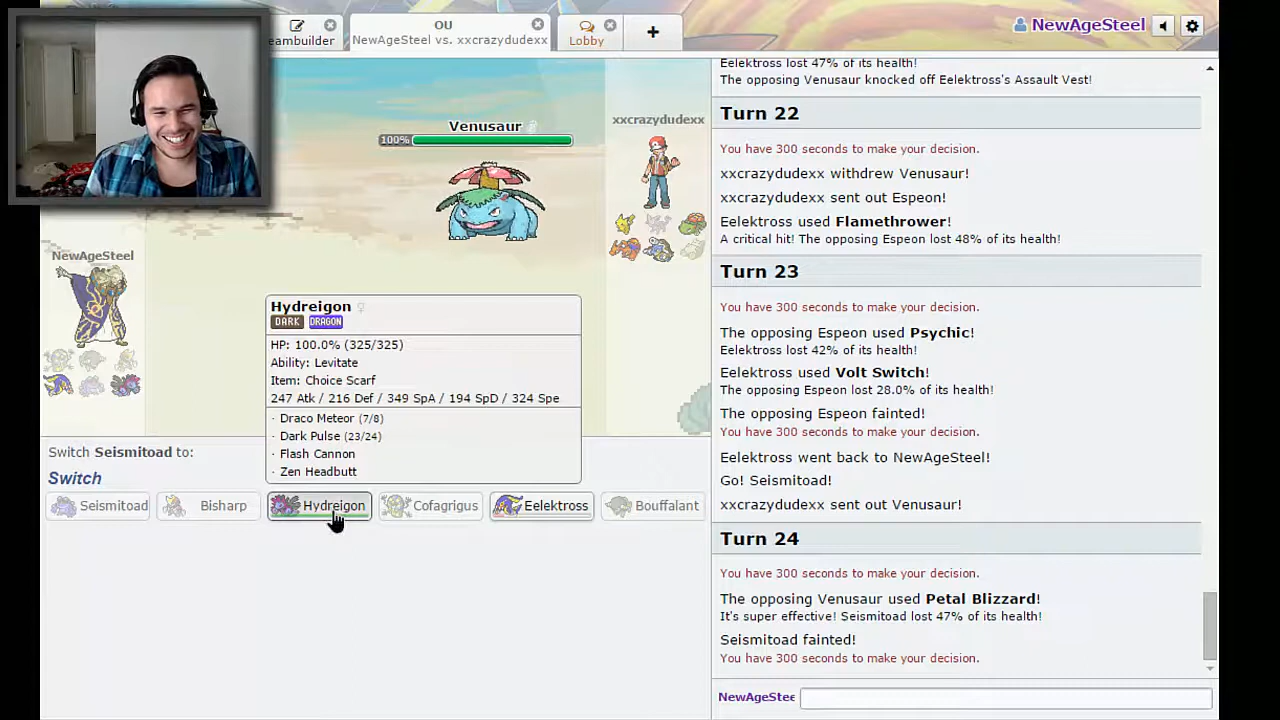 eambuilder
OU
NewAgeSteel vs. xxcrazydudexx
Lobby
+
NewAgeSteel
Eelektross lost 47% of its health!
The opposing Venusaur knocked off Eelektross's Assault Vest!
Turn 22
You have 300 seconds to make your decision.
xxcrazydudexx withdrew Venusaur!
xxcrazydudexx sent out Espeon!
Eelektross used Flamethrower!
A critical hit! The opposing Espeon lost 48% of its health!
Turn 23
You have 300 seconds to make your decision.
The opposing Espeon used Psychic!
Eelektross lost 42% of its health!
Eelektross used Volt Switch!
The opposing Espeon lost 28.0% of its health!
The opposing Espeon fainted!
You have 300 seconds to make your decision.
Eelektross went back to NewAgeSteel!
Go! Seismitoad!
xxcrazydudexx sent out Venusaur!
Turn 24
You have 300 seconds to make your decision.
The opposing Venusaur used Petal Blizzard!
It's super effective! Seismitoad lost 47% of its health!
Seismitoad fainted!
You have 300 seconds to make your decision.
NewAgeStee
Venusaur
100%
xxcrazydudexx
NewAgeSteel
Hydreigon ♀
DARK DRAGON
HP: 100.0% (325/325)
Ability: Levitate
Item: Choice Scarf
247 Atk / 216 Def / 349 SpA / 194 SpD / 324 Spe
· Draco Meteor (7/8)
· Dark Pulse (23/24)
· Flash Cannon
· Zen Headbutt
Switch Seismitoad to:
Switch
Seismitoad
Bisharp
Hydreigon
Cofagrigus
Eelektross
Bouffalant